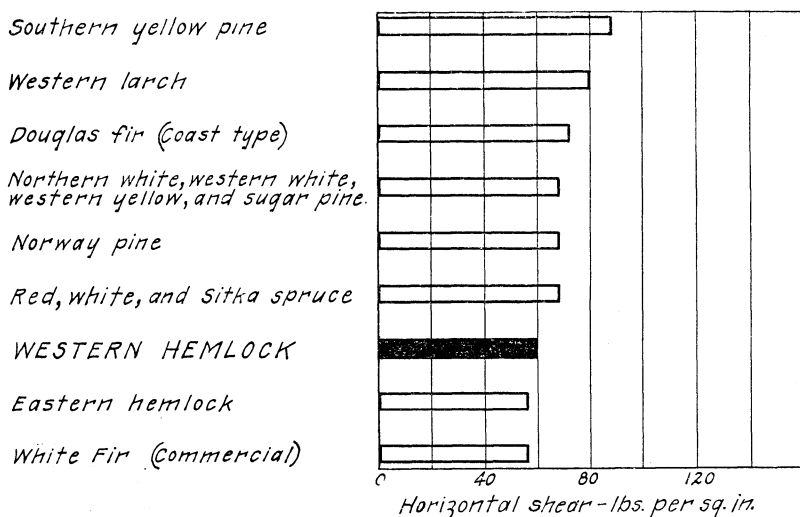 Southern yellow pine
Western larch
Douglas fir (Coast type)
Northern white, western white,
western yellow, and sugar pine.
Norway pine
Red, white, and Sitka spruce
WESTERN HEMLOCK
Eastern hemlock
White Fir (Commercial)
0 40 80 120
Horizontal shear - lbs. per sq. in.